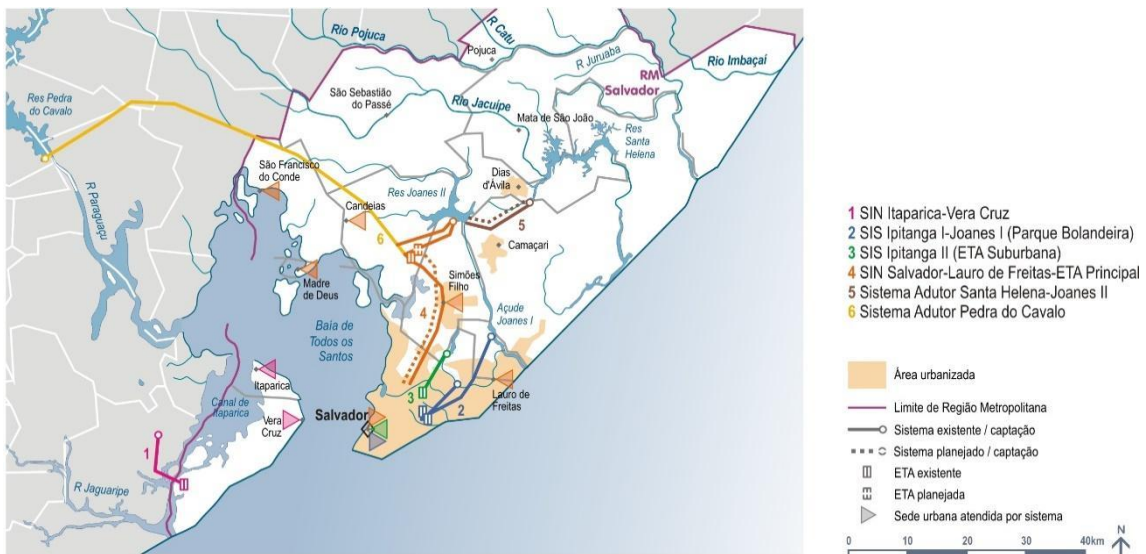 Rio Pojuca
R Catu
Pojuca
R Juruaba
RM
Salvador
Rio Imbaçai
Res Pedra
do Cavalo
São Sebastião
do Passé
Rio Jacuipe
Mata de São João
Res
Santa
Helena
São Francisco
do Conde
Res Joanes II
Dias
d'Ávila
R Paraguaçu
Candeias
5
6
Camaçari
Madre
de Deus
Simões
Filho
4
Baía de
Todos os
Santos
Açude
Joanes I
Itaparica
Canal de
Itaparica
Vera
Cruz
Salvador
3
2
Lauro de
Freitas
1
R Jaguaripe
1 SIN Itaparica-Vera Cruz
2 SIS Ipitanga I-Joanes I (Parque Bolandeira)
3 SIS Ipitanga II (ETA Suburbana)
4 SIN Salvador-Lauro de Freitas-ETA Principal
5 Sistema Adutor Santa Helena-Joanes II
6 Sistema Adutor Pedra do Cavalo
Área urbanizada
Limite de Região Metropolitana
Sistema existente / captação
Sistema planejado / captação
ETA existente
ETA planejada
Sede urbana atendida por sistema
0 10 20 30 40km
N